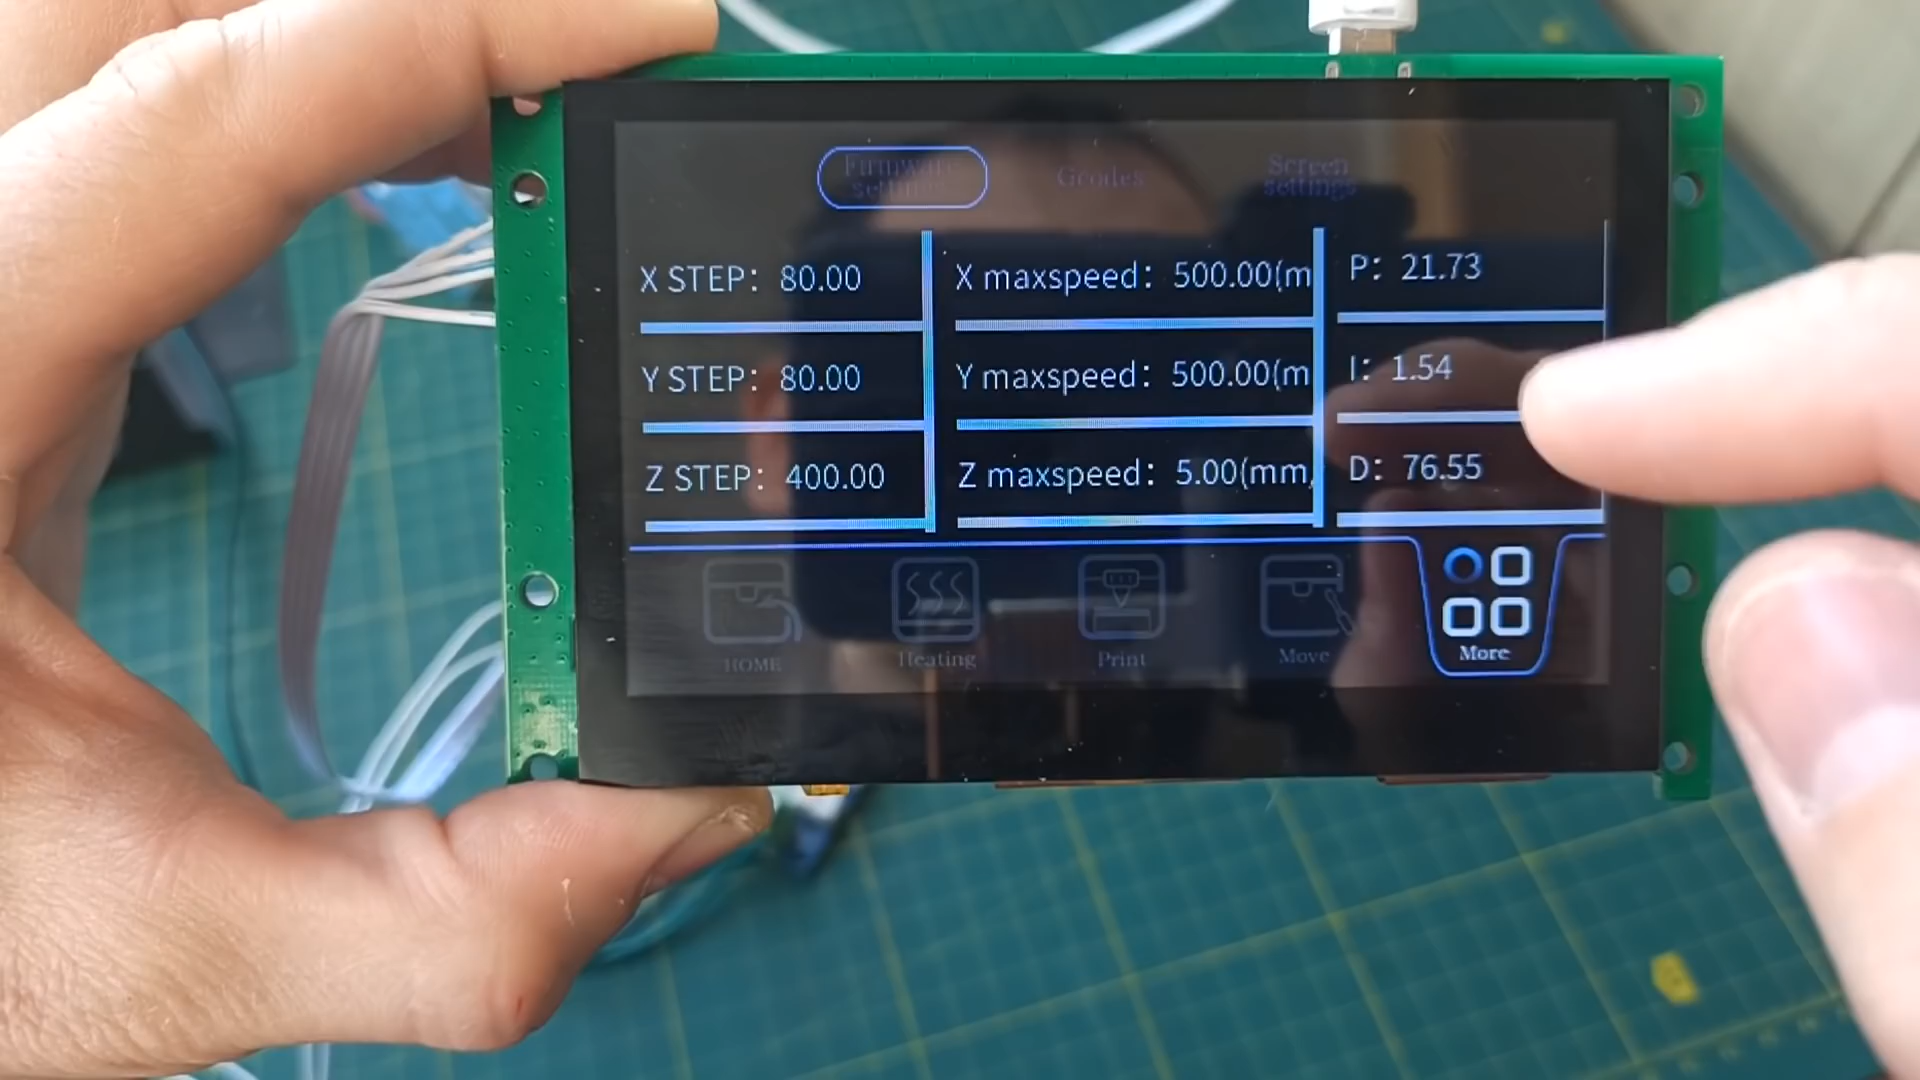 Firmware
settings
Gcodes
Screen
settings
X STEP: 80.00
X maxspeed: 500.00(m
P: 21.73
Y STEP: 80.00
Y maxspeed: 500.00(m
I: 1.54
Z STEP: 400.00
Z maxspeed: 5.00(mm/
D: 76.55
HOME
Heating
Print
Move
More